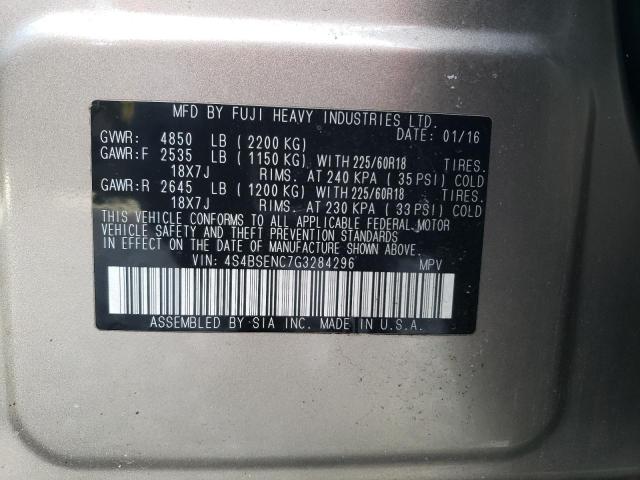 MFD BY FUJI HEAVY INDUSTRIES LTD.
DATE: 01/16
GVWR: 4850 LB (2200 KG)
GAWR:F 2535 LB (1150 KG) WITH 225/60R18 TIRES.
18X7J RIMS. AT 240 KPA (35 PSI) COLD
GAWR:R 2645 LB (1200 KG) WITH 225/60R18 TIRES.
18X7J RIMS. AT 230 KPA (33 PSI) COLD
THIS VEHICLE CONFORMS TO ALL APPLICABLE FEDERAL MOTOR
VEHICLE SAFETY AND THEFT PREVENTION STANDARDS
IN EFFECT ON THE DATE OF MANUFACTURE SHOWN ABOVE.
VIN: 4S4BSENC7G3284296 MPV
ASSEMBLED BY SIA INC. MADE IN U.S.A.